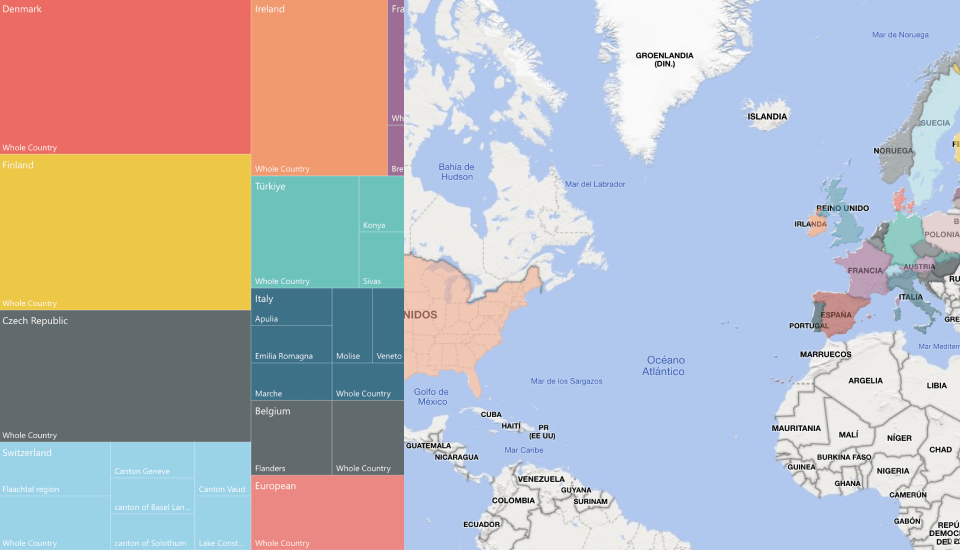 Denmark
Whole Country
Finland
Whole Country
Czech Republic
Whole Country
Switzerland
Flaachtal region
Whole Country
Canton Geneve
canton of Basel Lan...
canton of Solothurn
Canton Vaud
Lake Const...
Ireland
Whole Country
Fra
Wh
Bre
Türkiye
Whole Country
Konya
Sivas
Italy
Apulia
Emilia Romagna
Marche
Molise
Veneto
Whole Country
Belgium
Flanders
Whole Country
European
Whole Country
GROENLANDIA
(DIN.)
Mar de Noruega
ISLANDIA
SUECIA
NORUEGA
FI
Bahía de
Hudson
Mar del Labrador
REINO UNIDO
IRLANDA
B
POLONIA
FRANCIA
AUSTRIA
RU
ITALIA
ESPAÑA
PORTUGAL
GRE
NIDOS
Océano
Atlántico
Mar de los Sargazos
Golfo de
México
Mar Mediterr
MARRUECOS
ARGELIA
LIBIA
CUBA
HAITÍ
PR
(EE UU)
GUATEMALA
NICARAGUA
Mar Caribe
MAURITANIA
MALÍ
NÍGER
CHAD
BURKINA FASO
GUINEA
GHANA
NIGERIA
CAMERÚN
VENEZUELA
GUYANA
SURINAM
COLOMBIA
ECUADOR
GABÓN
REPÚ
DEMOC
DEL